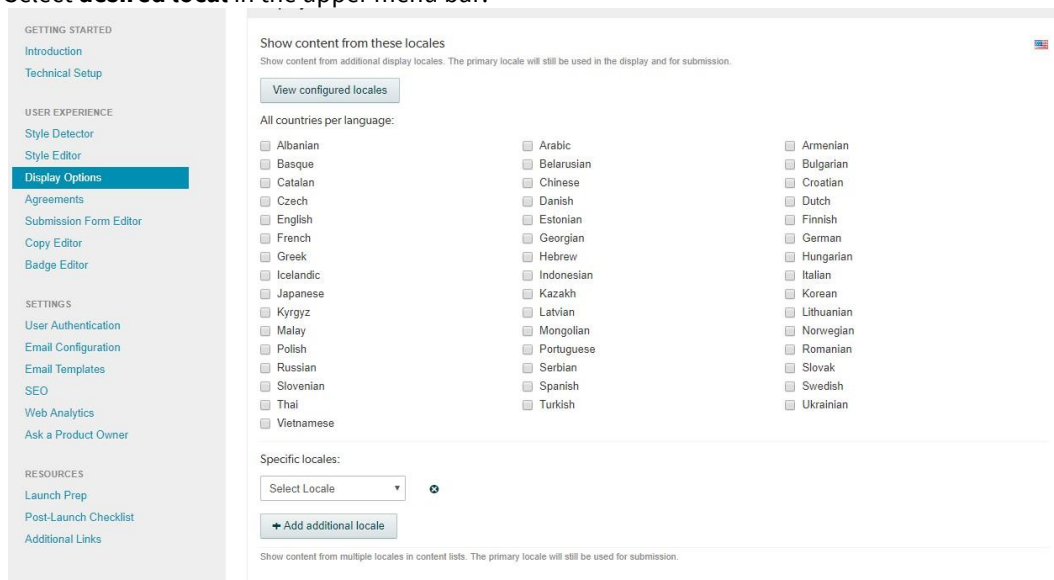 Select desired local in the upper menu bar.
GETTING STARTED
Introduction
Technical Setup
USER EXPERIENCE
Style Detector
Style Editor
Display Options
Agreements
Submission Form Editor
Copy Editor
Badge Editor
SETTINGS
User Authentication
Email Configuration
Email Templates
SEO
Web Analytics
Ask a Product Owner
RESOURCES
Launch Prep
Post-Launch Checklist
Additional Links
Show content from these locales
Show content from additional display locales. The primary locale will still be used in the display and for submission.
View configured locales
All countries per language:
Albanian Arabic Armenian
Basque Belarusian Bulgarian
Catalan Chinese Croatian
Czech Danish Dutch
English Estonian Finnish
French Georgian German
Greek Hebrew Hungarian
Icelandic Indonesian Italian
Japanese Kazakh Korean
Kyrgyz Latvian Lithuanian
Malay Mongolian Norwegian
Polish Portuguese Romanian
Russian Serbian Slovak
Slovenian Spanish Swedish
Thai Turkish Ukrainian
Vietnamese
Specific locales:
Select Locale
+ Add additional locale
Show content from multiple locales in content lists. The primary locale will still be used for submission.